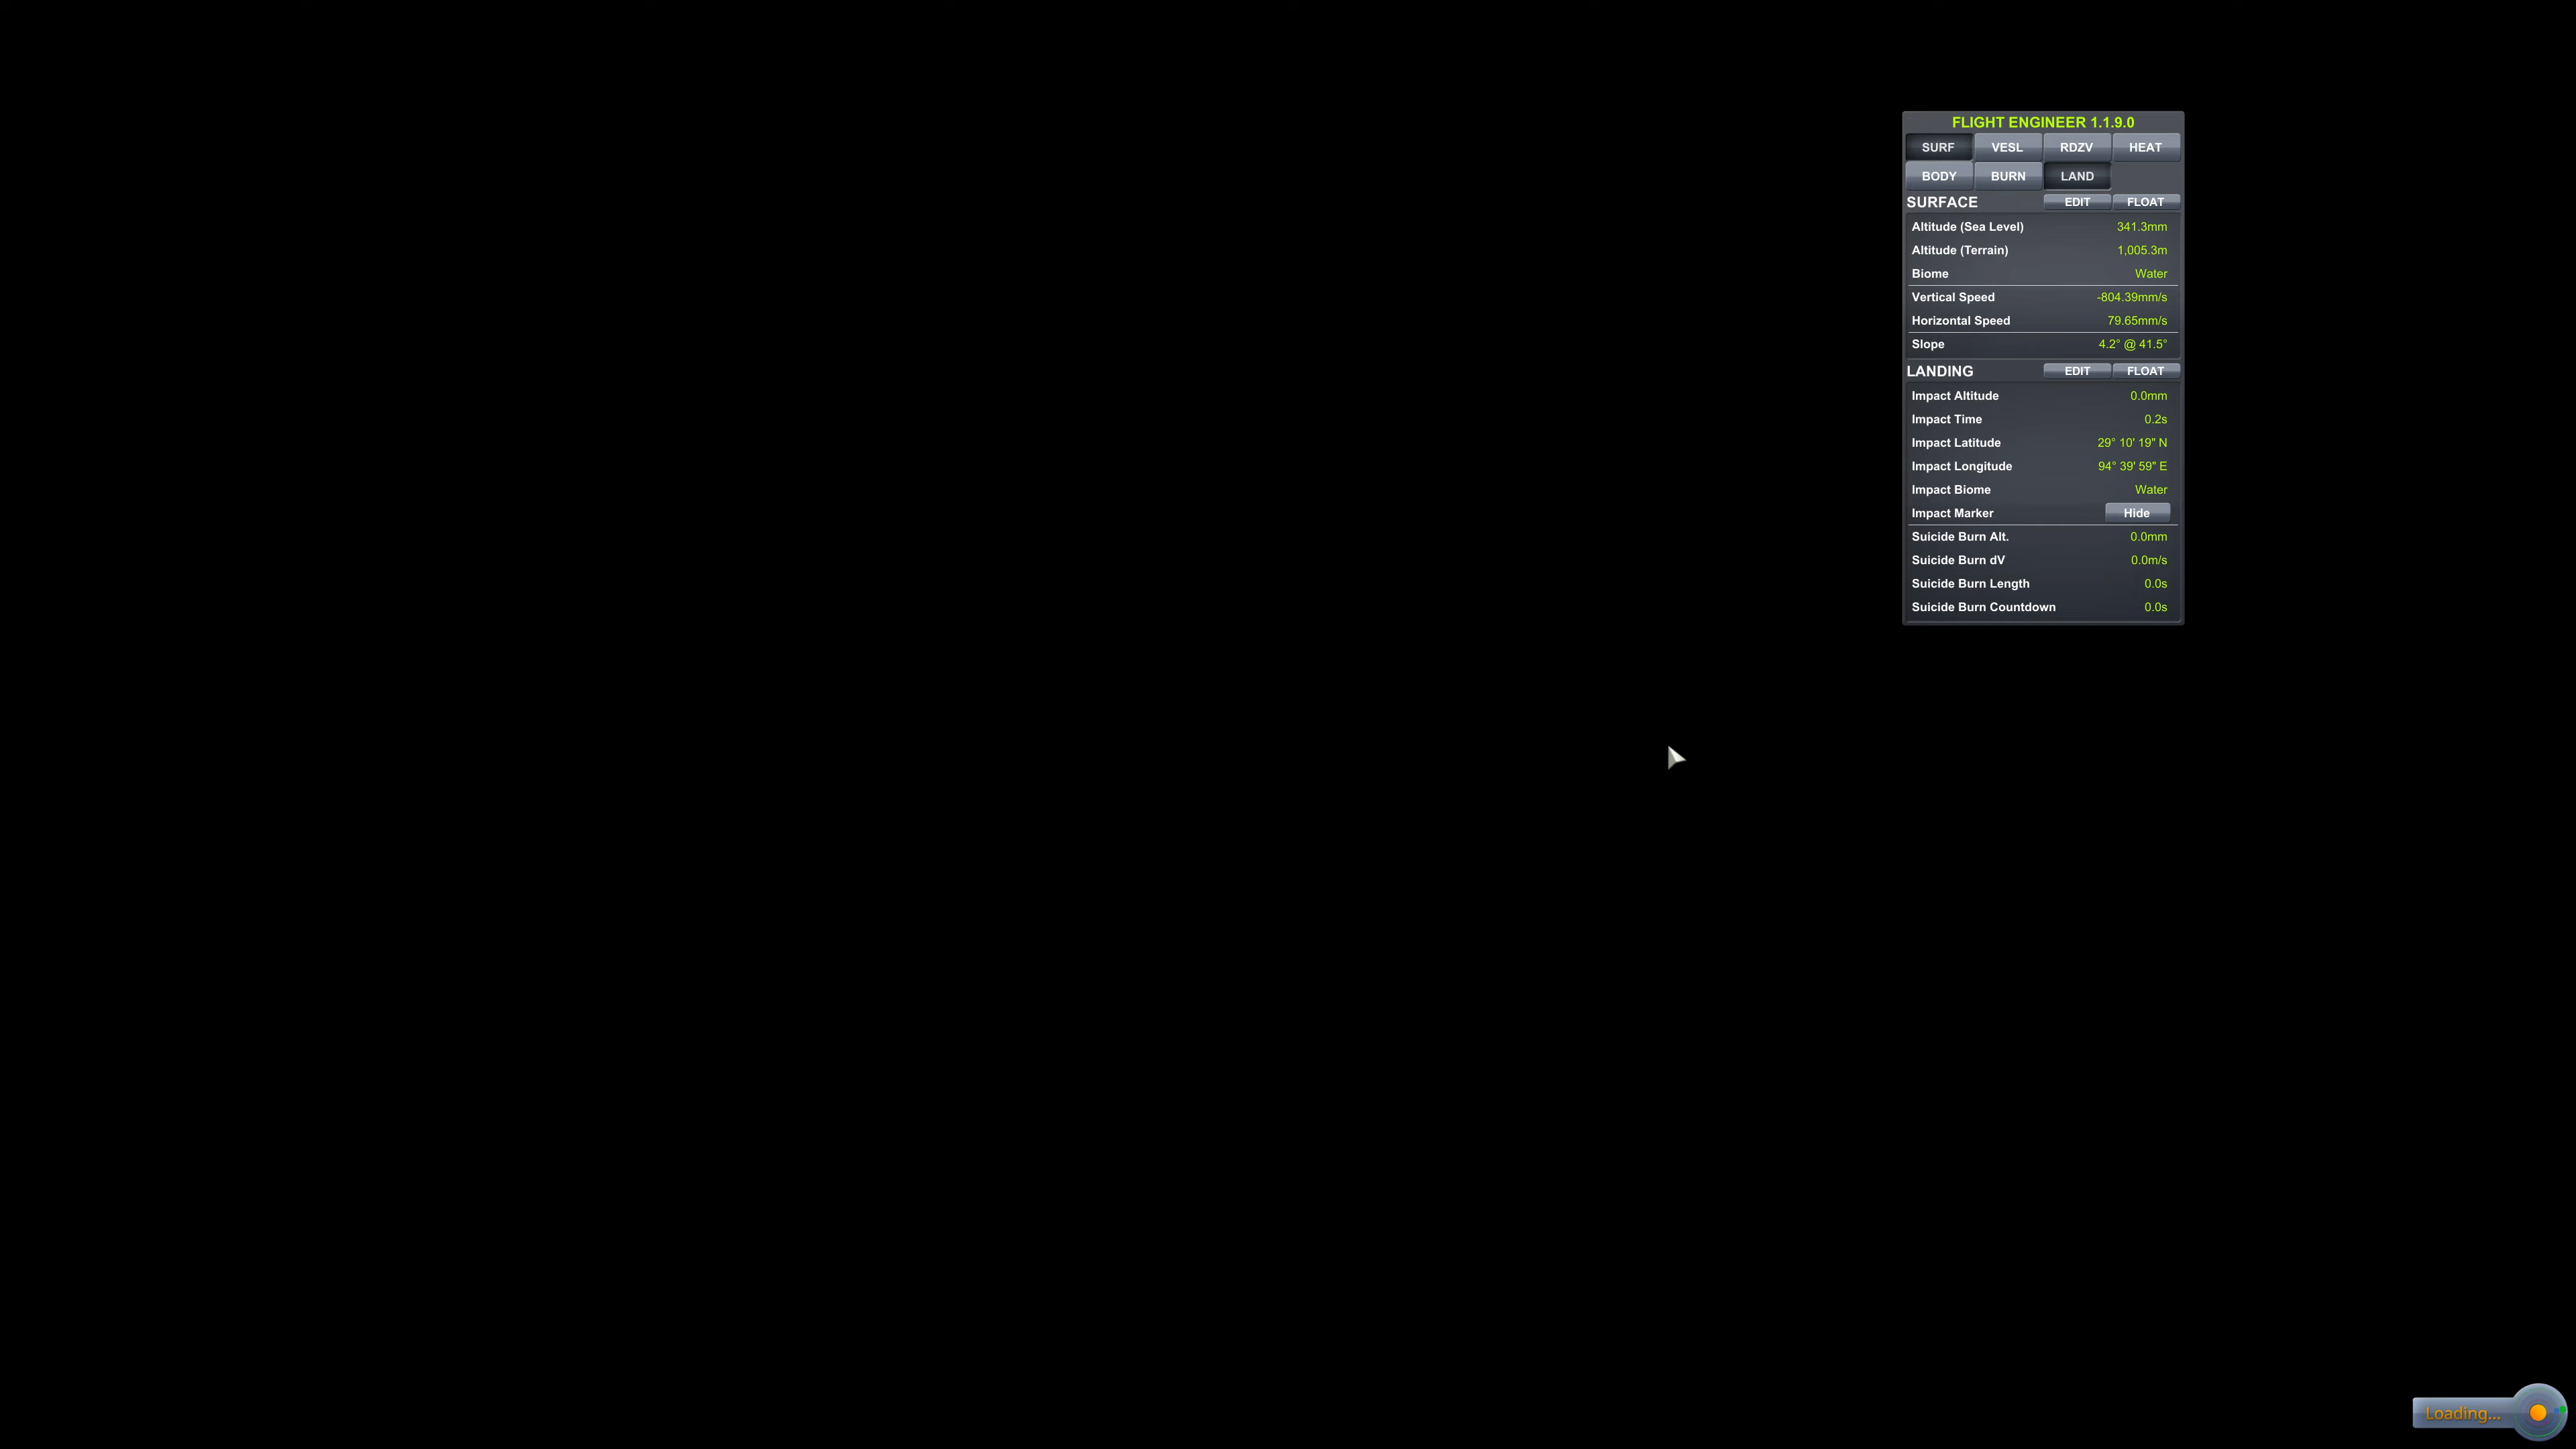 FLIGHT ENGINEER 1.1.9.0
SURF VESL RDZV HEAT
BODY BURN LAND
SURFACE EDIT FLOAT
Altitude (Sea Level) 341.3mm
Altitude (Terrain) 1,005.3m
Biome Water
Vertical Speed -804.39mm/s
Horizontal Speed 79.65mm/s
Slope 4.2° @ 41.5°
LANDING EDIT FLOAT
Impact Altitude 0.0mm
Impact Time 0.2s
Impact Latitude 29° 10' 19" N
Impact Longitude 94° 39' 59" E
Impact Biome Water
Impact Marker Hide
Suicide Burn Alt. 0.0mm
Suicide Burn dV 0.0m/s
Suicide Burn Length 0.0s
Suicide Burn Countdown 0.0s
Loading...